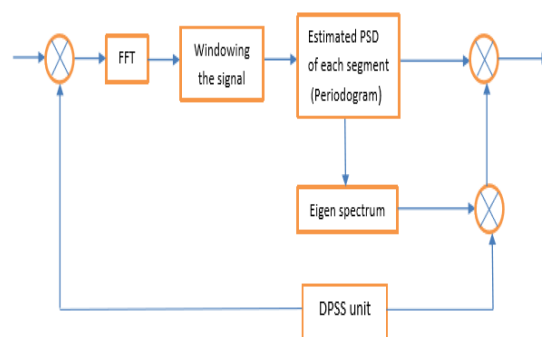 FFT
Windowing
the signal
Estimated PSD
of each segment
(Periodogram)
Eigen spectrum
DPSS unit